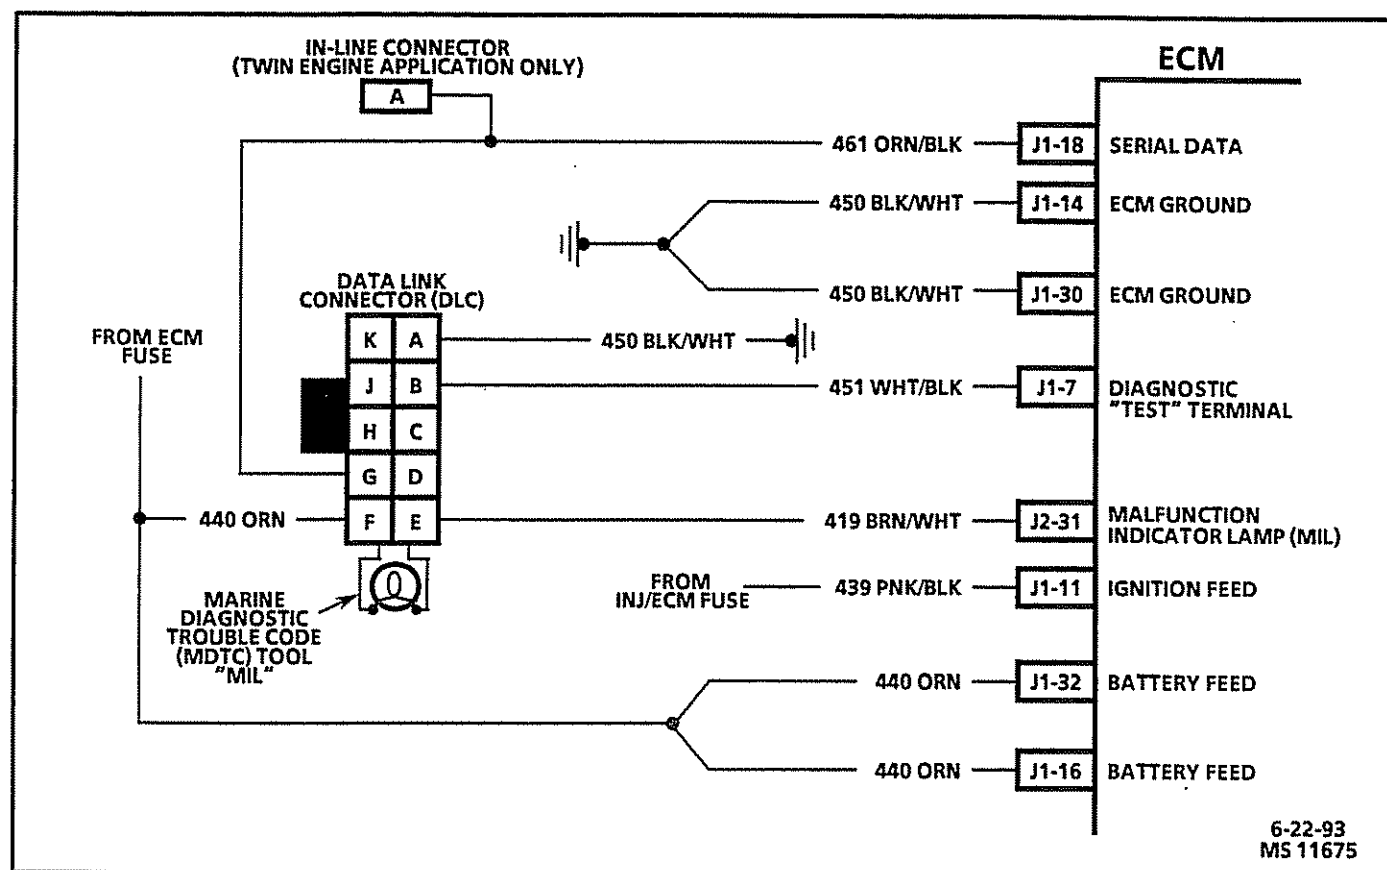 IN-LINE CONNECTOR
(TWIN ENGINE APPLICATION ONLY)
A
ECM
461 ORN/BLK
J1-18
SERIAL DATA
450 BLK/WHT
J1-14
ECM GROUND
450 BLK/WHT
J1-30
ECM GROUND
DATA LINK
CONNECTOR (DLC)
FROM ECM
FUSE
K A
J B
H C
G D
F E
450 BLK/WHT
451 WHT/BLK
J1-7
DIAGNOSTIC
"TEST" TERMINAL
440 ORN
419 BRN/WHT
J2-31
MALFUNCTION
INDICATOR LAMP (MIL)
MARINE
DIAGNOSTIC
TROUBLE CODE
(MDTC) TOOL
"MIL"
FROM
INJ/ECM FUSE
439 PNK/BLK
J1-11
IGNITION FEED
440 ORN
J1-32
BATTERY FEED
440 ORN
J1-16
BATTERY FEED
6-22-93
MS 11675